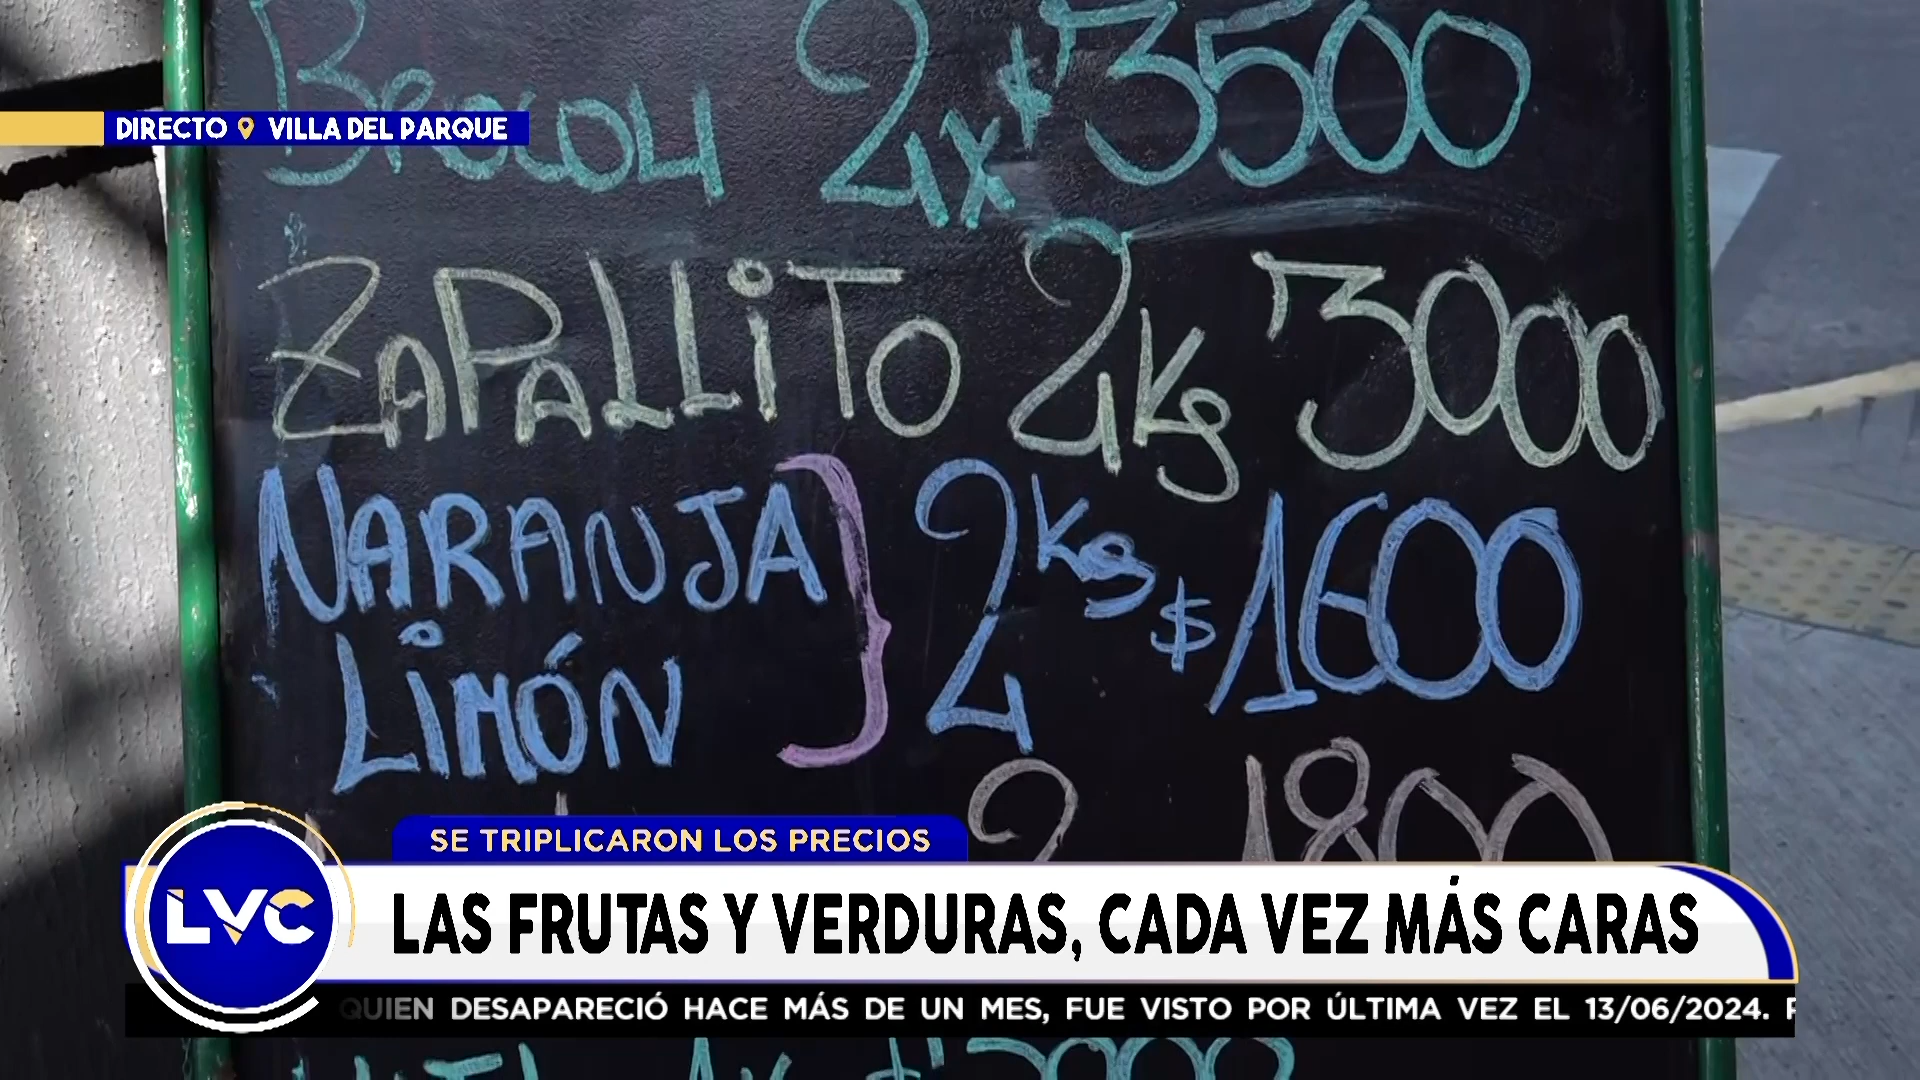 Brocoli 2x$3500
DIRECTO VILLA DEL PARQUE
ZAPALLITO 2Kg 3000
NARANJA
LIMÓN
} 2Kgs $1600
2 1800
SE TRIPLICARON LOS PRECIOS
LVC
LAS FRUTAS Y VERDURAS, CADA VEZ MÁS CARAS
QUIEN DESAPARECIÓ HACE MÁS DE UN MES, FUE VISTO POR ÚLTIMA VEZ EL 13/06/2024.